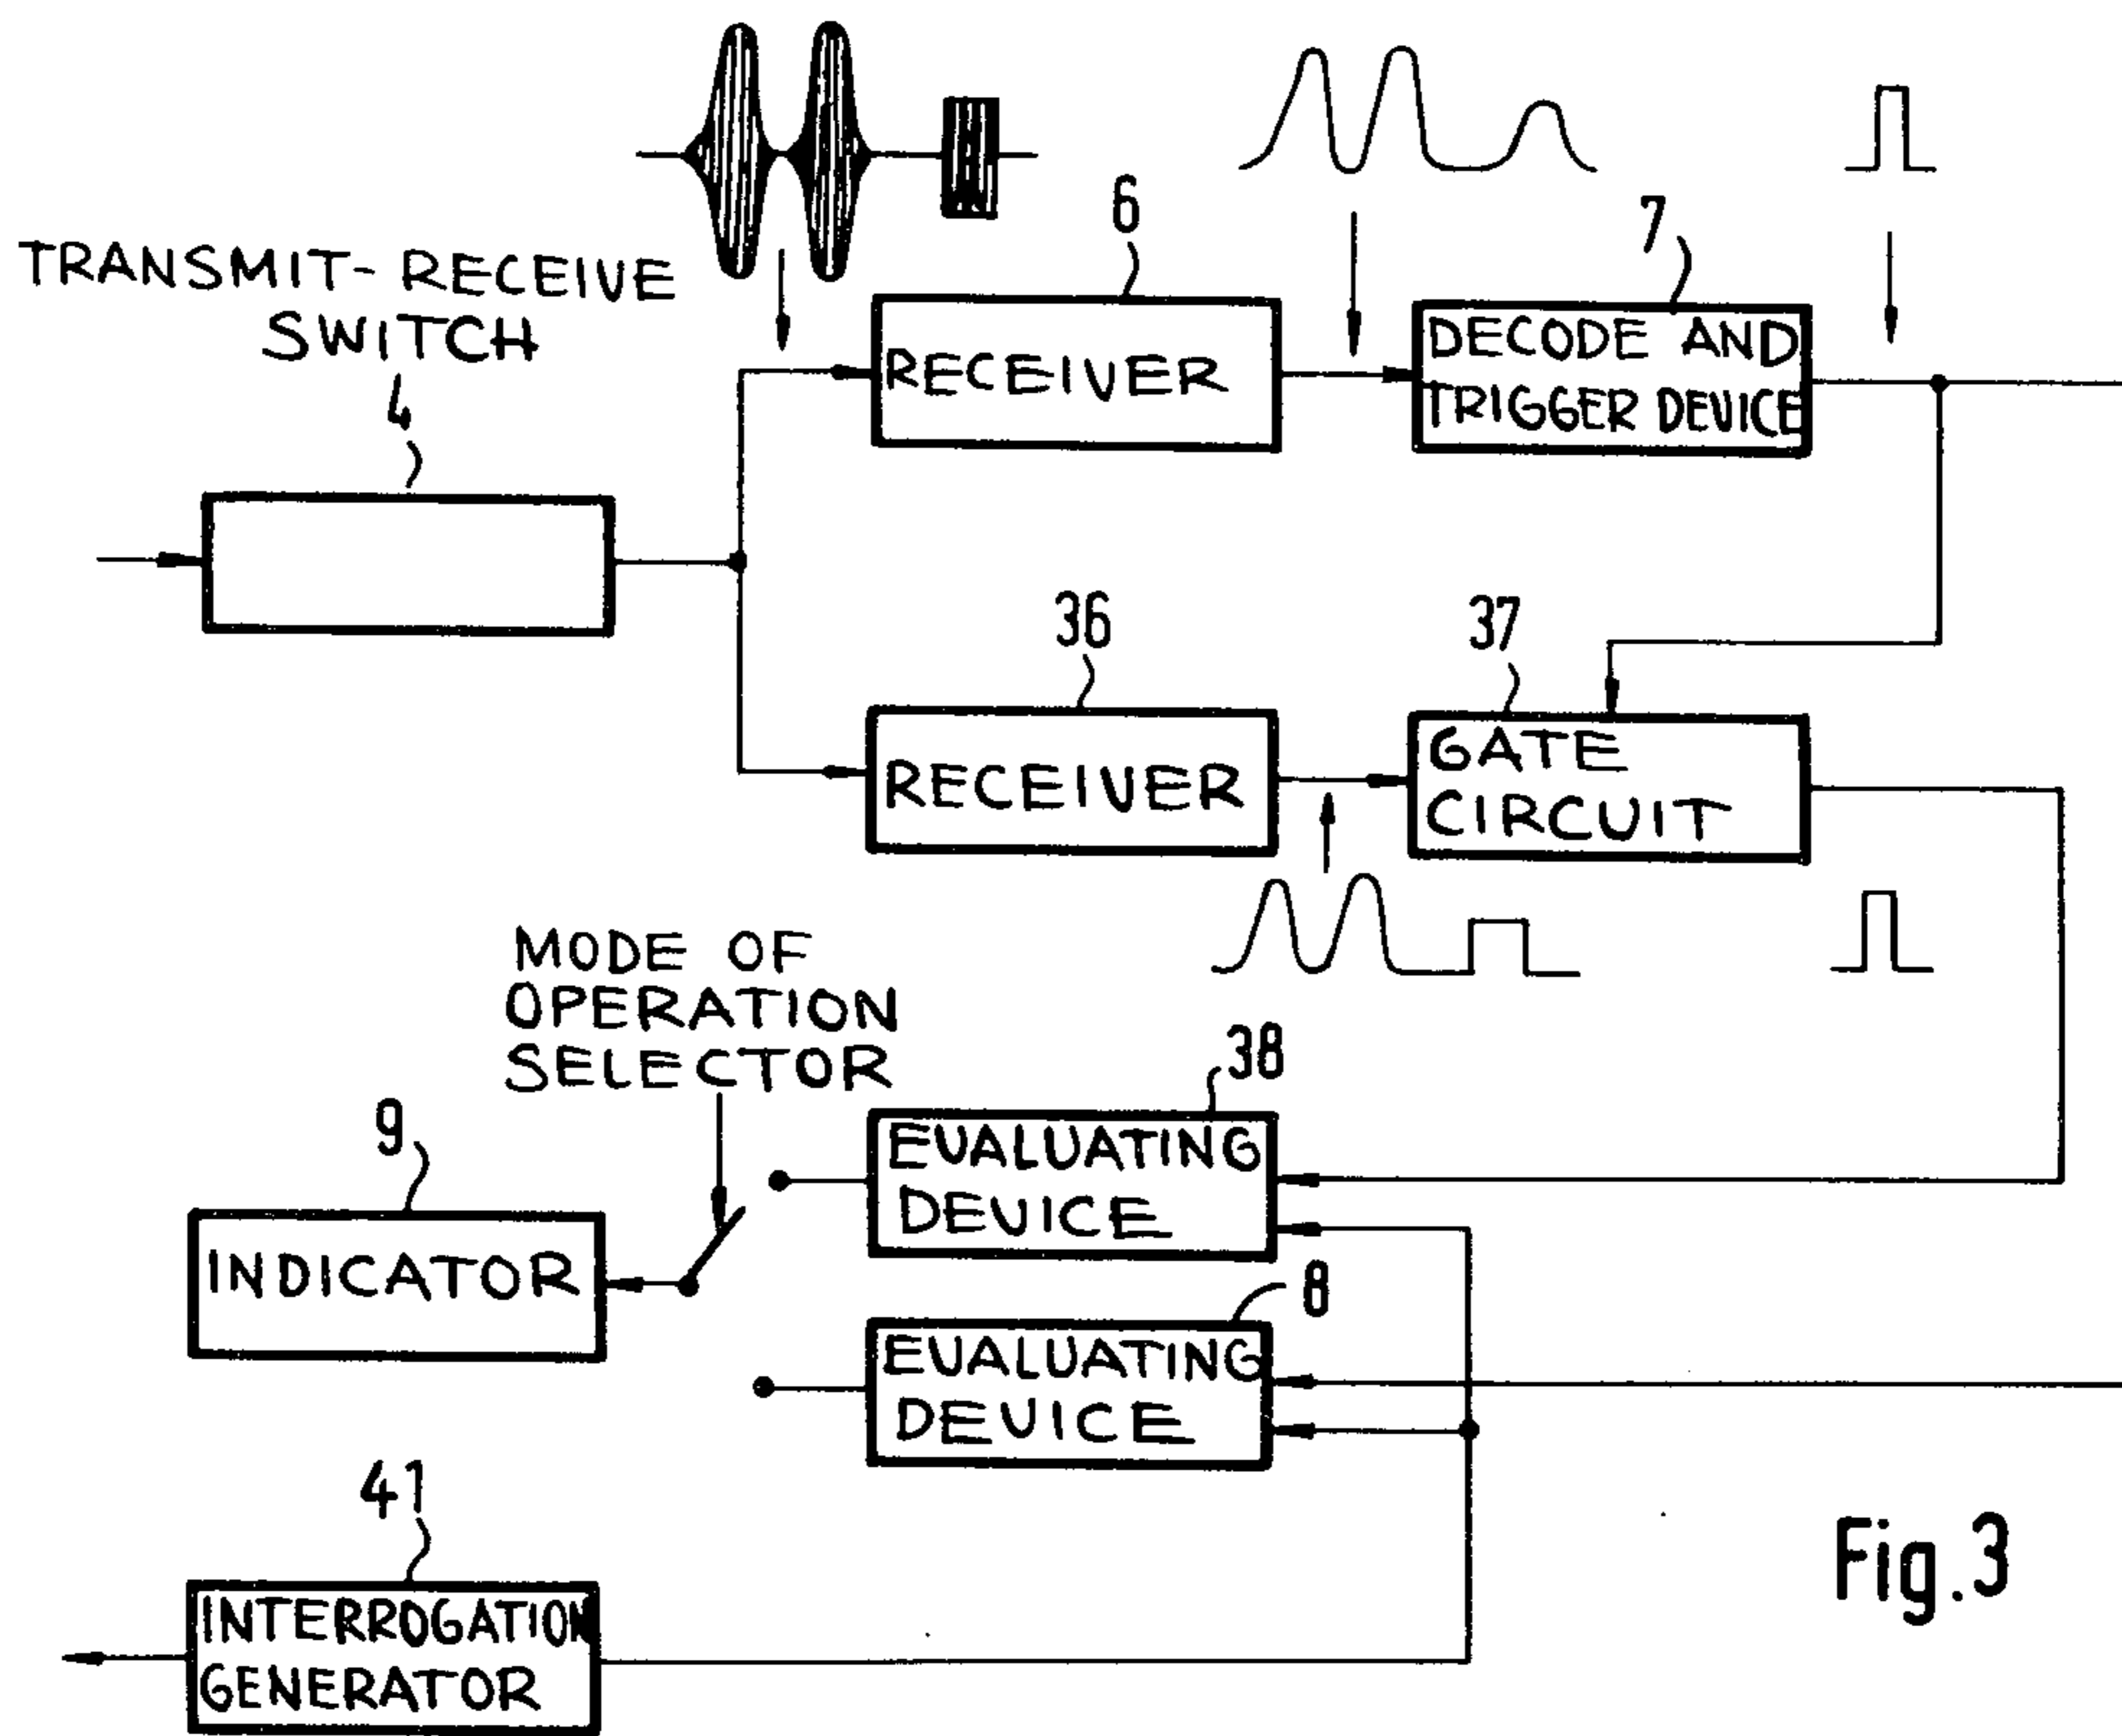 TRANSMIT- RECEIVE
SWITCH
4
6
RECEIVER
7
DECODE AND
TRIGGER DEVICE
36
RECEIVER
37
GATE
CIRCUIT
MODE OF
OPERATION
SELECTOR
38
EVALUATING
DEVICE
9
INDICATOR
8
EVALUATING
DEVICE
41
INTERROGATION
GENERATOR
Fig.3